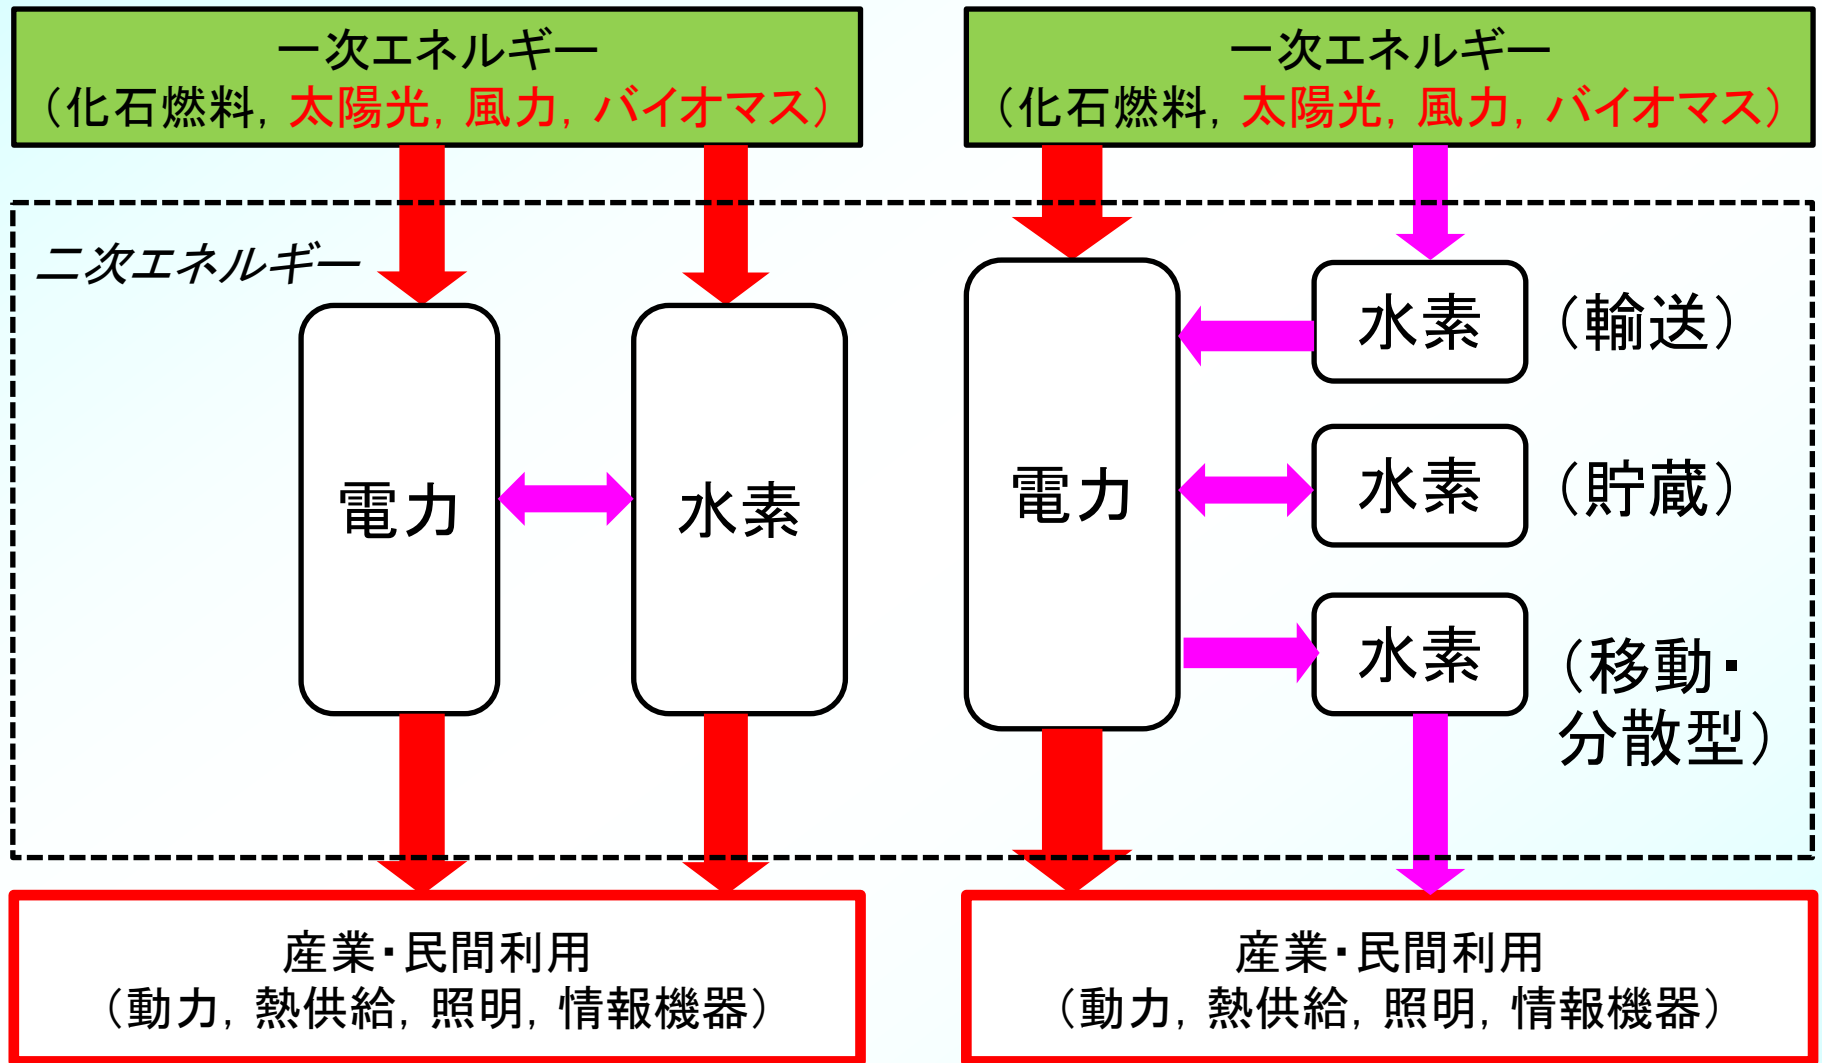 一次エネルギー
（化石燃料, 太陽光, 風力, バイオマス）
一次エネルギー
（化石燃料, 太陽光, 風力, バイオマス）
二次エネルギー
電力
水素
電力
水素
（輸送）
水素
（貯蔵）
水素
（移動・
分散型）
産業・民間利用
（動力, 熱供給, 照明, 情報機器）
産業・民間利用
（動力, 熱供給, 照明, 情報機器）